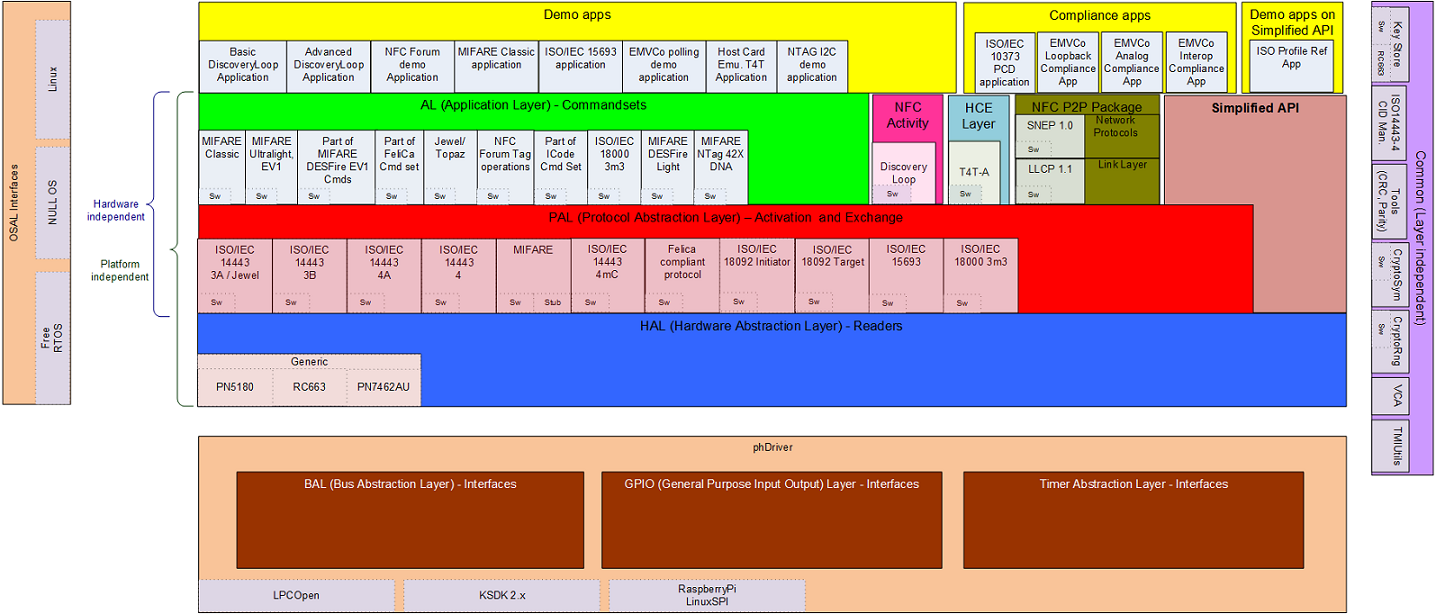 Demo apps
Basic
DiscoveryLoop
Application
Advanced
DiscoveryLoop
Application
NFC Forum
demo
Application
MIFARE Classic
application
ISO/IEC 15693
application
EMVCo polling
demo
application
Host Card
Emu. T4T
Application
NTAG I2C
demo
application
Compliance apps
ISO/IEC
10373
PCD
application
EMVCo
Loopback
Compliance
App
EMVCo
Analog
Compliance
App
EMVCo
Interop
Compliance
App
Demo apps on
Simplified API
ISO Profile Ref
App
OSAL Interfaces
Linux
NULL OS
Free
RTOS
Hardware
independent
Platform
independent
AL (Application Layer) - Commandsets
MIFARE
Classic
Sw
MIFARE
Ultralight,
EV1
Sw
Part of
MIFARE
DESFire EV1
Cmds
Sw
Part of
FeliCa
Cmd set
Sw
Jewel/
Topaz
Sw
NFC
Forum Tag
operations
Sw
Part of
ICode
Cmd Set
Sw
ISO/IEC
18000
3m3
Sw
MIFARE
DESFire
Light
Sw
MIFARE
NTag 42X
DNA
Sw
NFC
Activity
Discovery
Loop
Sw
HCE
Layer
T4T-A
Sw
NFC P2P Package
SNEP 1.0
Sw
Network
Protocols
LLCP 1.1
Sw
Link Layer
Simplified API
PAL (Protocol Abstraction Layer) – Activation and Exchange
ISO/IEC
14443
3A / Jewel
Sw
ISO/IEC
14443
3B
Sw
ISO/IEC
14443
4A
Sw
ISO/IEC
14443
4
Sw
MIFARE
Sw
Stub
ISO/IEC
14443
4mC
Sw
Felica
compliant
protocol
Sw
ISO/IEC
18092 Initiator
Sw
ISO/IEC
18092 Target
Sw
ISO/IEC
15693
Sw
ISO/IEC
18000 3m3
Sw
HAL (Hardware Abstraction Layer) - Readers
Generic
PN5180
RC663
PN7462AU
phDriver
BAL (Bus Abstraction Layer) - Interfaces
GPIO (General Purpose Input Output) Layer - Interfaces
Timer Abstraction Layer - Interfaces
LPCOpen
KSDK 2.x
RaspberryPi
LinuxSPI
Common (Layer independent)
Key Store
Sw
RC663
ISO14443-4
CID Man.
Tools
(CRC, Parity)
CryptoSym
Sw
CryptoRng
Sw
VCA
TMIUtils